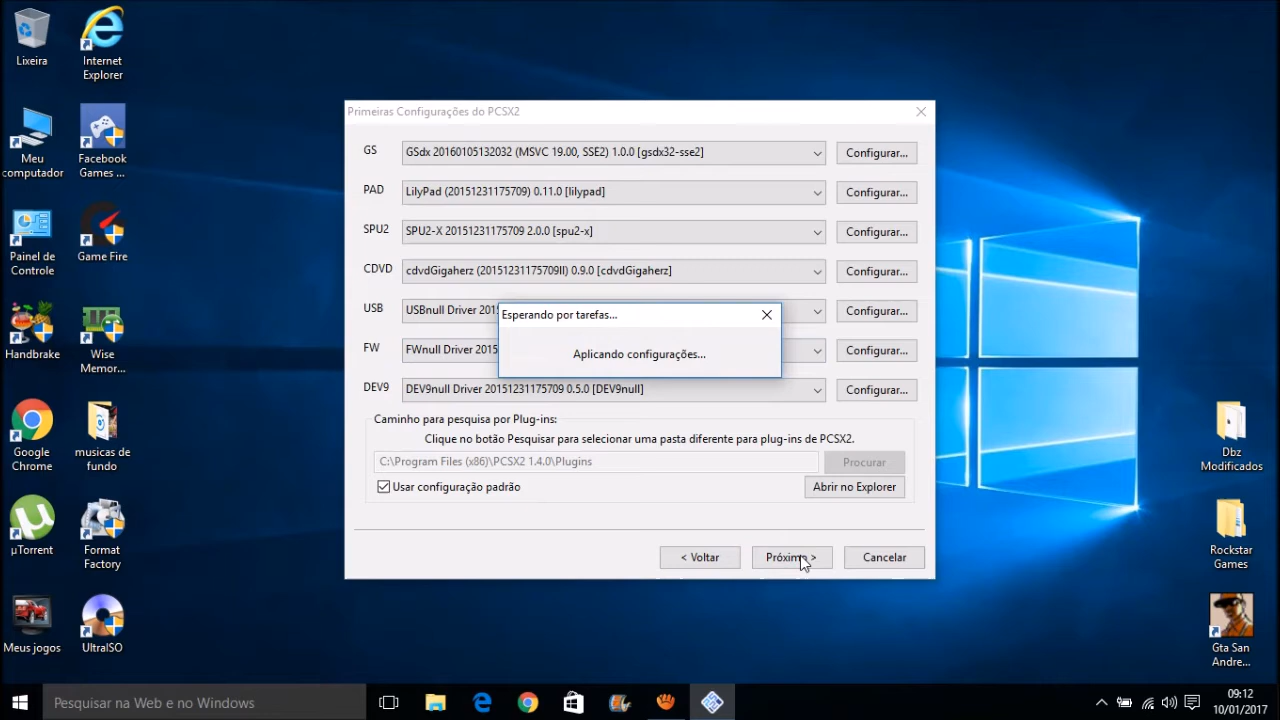 Lixeira
Internet
Explorer
Meu
computador
Facebook
Games ...
Painel de
Controle
Game Fire
Handbrake
Wise
Memor...
Google
Chrome
musicas de
fundo
µTorrent
Format
Factory
Meus jogos
UltraISO
Primeiras Configurações do PCSX2
GS
GSdx 20160105132032 (MSVC 19.00, SSE2) 1.0.0 [gsdx32-sse2]
Configurar...
PAD
LilyPad (20151231175709) 0.11.0 [lilypad]
Configurar...
SPU2
SPU2-X 20151231175709 2.0.0 [spu2-x]
Configurar...
CDVD
cdvdGigaherz (20151231175709II) 0.9.0 [cdvdGigaherz]
Configurar...
USB
USBnull Driver 201
Configurar...
FW
FWnull Driver 2015
Configurar...
Esperando por tarefas...
Aplicando configurações...
DEV9
DEV9null Driver 20151231175709 0.5.0 [DEV9null]
Configurar...
Caminho para pesquisa por Plug-ins:
Clique no botão Pesquisar para selecionar uma pasta diferente para plug-ins de PCSX2.
C:\Program Files (x86)\PCSX2 1.4.0\Plugins
Procurar
Usar configuração padrão
Abrir no Explorer
< Voltar
Próximo >
Cancelar
Dbz
Modificados
Rockstar
Games
Gta San
Andre...
Pesquisar na Web e no Windows
09:12
10/01/2017